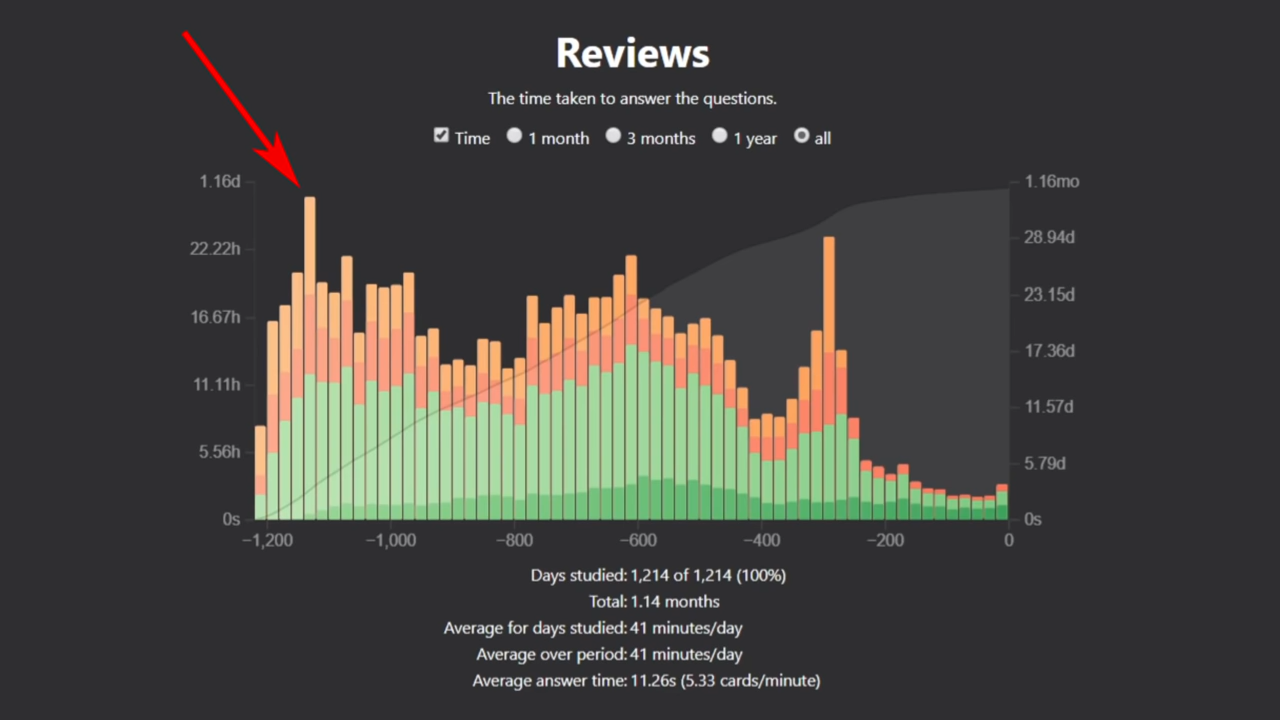 Reviews
The time taken to answer the questions.
Time 1 month 3 months 1 year all
1.16d 1.16mo
22.22h 28.94d
23.15d
16.67h
17.36d
11.11h
11.57d
5.56h
5.79d
0s 0s
−1,200 −1,000 −800 −600 −400 −200 0
Days studied: 1,214 of 1,214 (100%)
Total: 1.14 months
Average for days studied: 41 minutes/day
Average over period: 41 minutes/day
Average answer time: 11.26s (5.33 cards/minute)